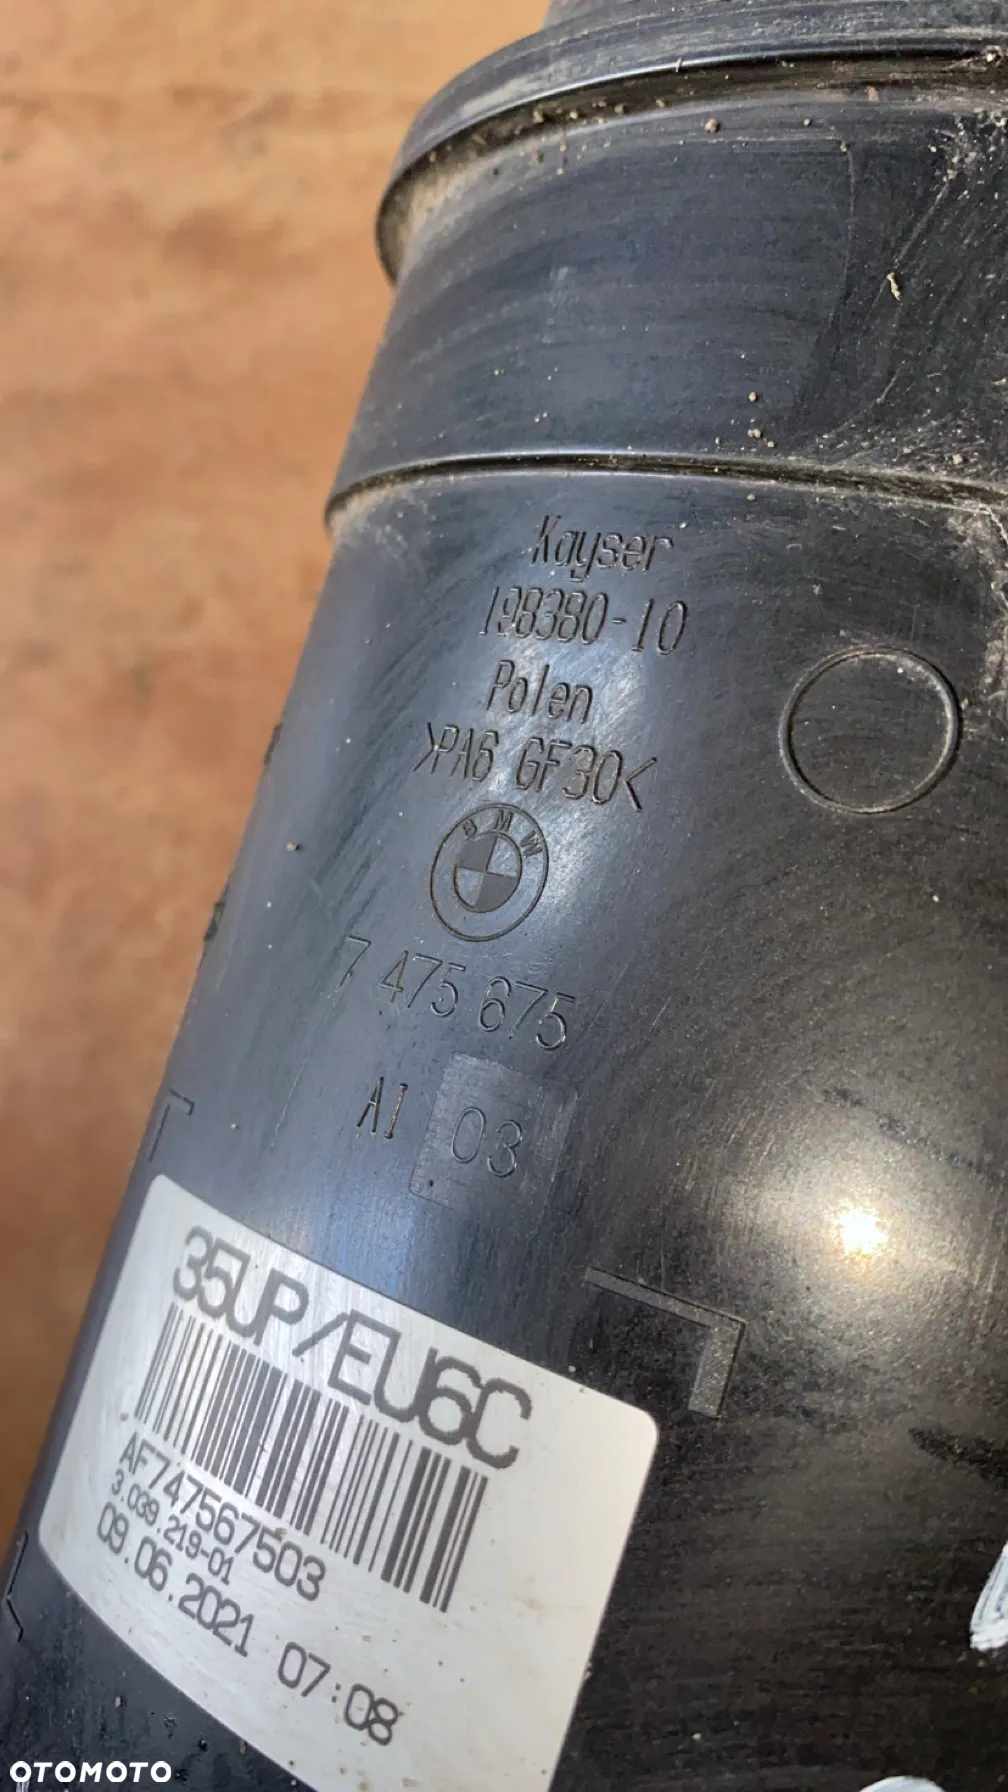 Kayser
198380-10
Polen
>PA6 GF30<
BMW
7 475 675
AI 03
35UP/EU6C
AF747567503
3.039.219-01
09.06.2021 07:08
OTOMOTO